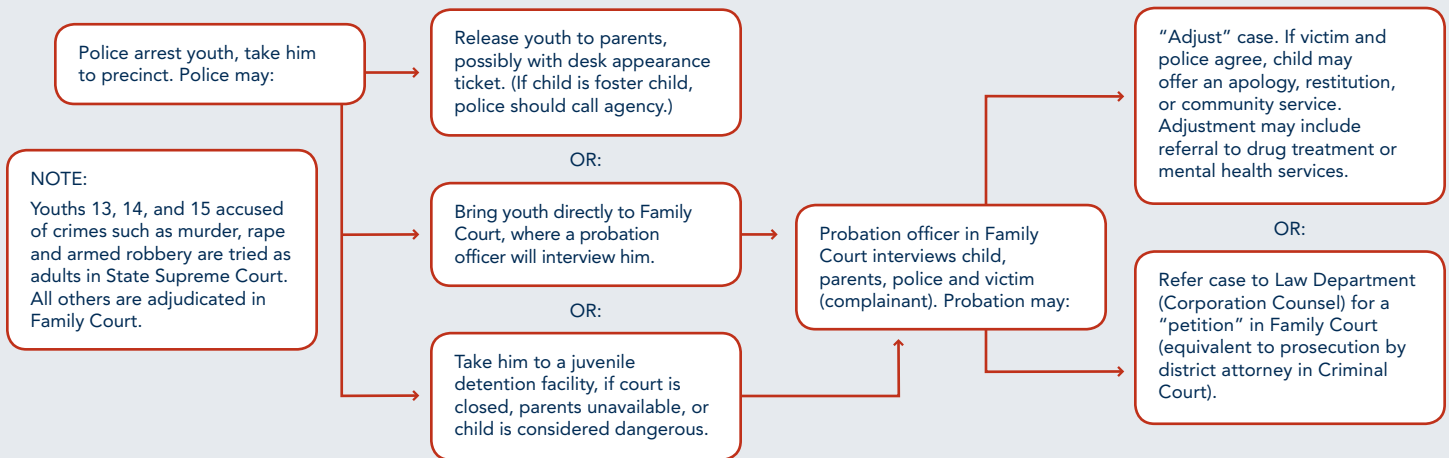 Police arrest youth, take him
to precinct. Police may:
NOTE:
Youths 13, 14, and 15 accused
of crimes such as murder, rape
and armed robbery are tried as
adults in State Supreme Court.
All others are adjudicated in
Family Court.
Release youth to parents,
possibly with desk appearance
ticket. (If child is foster child,
police should call agency.)
OR:
Bring youth directly to Family
Court, where a probation
officer will interview him.
OR:
Take him to a juvenile
detention facility, if court is
closed, parents unavailable, or
child is considered dangerous.
Probation officer in Family
Court interviews child,
parents, police and victim
(complainant). Probation may:
“Adjust” case. If victim and
police agree, child may
offer an apology, restitution,
or community service.
Adjustment may include
referral to drug treatment or
mental health services.
OR:
Refer case to Law Department
(Corporation Counsel) for a
“petition” in Family Court
(equivalent to prosecution by
district attorney in Criminal
Court).